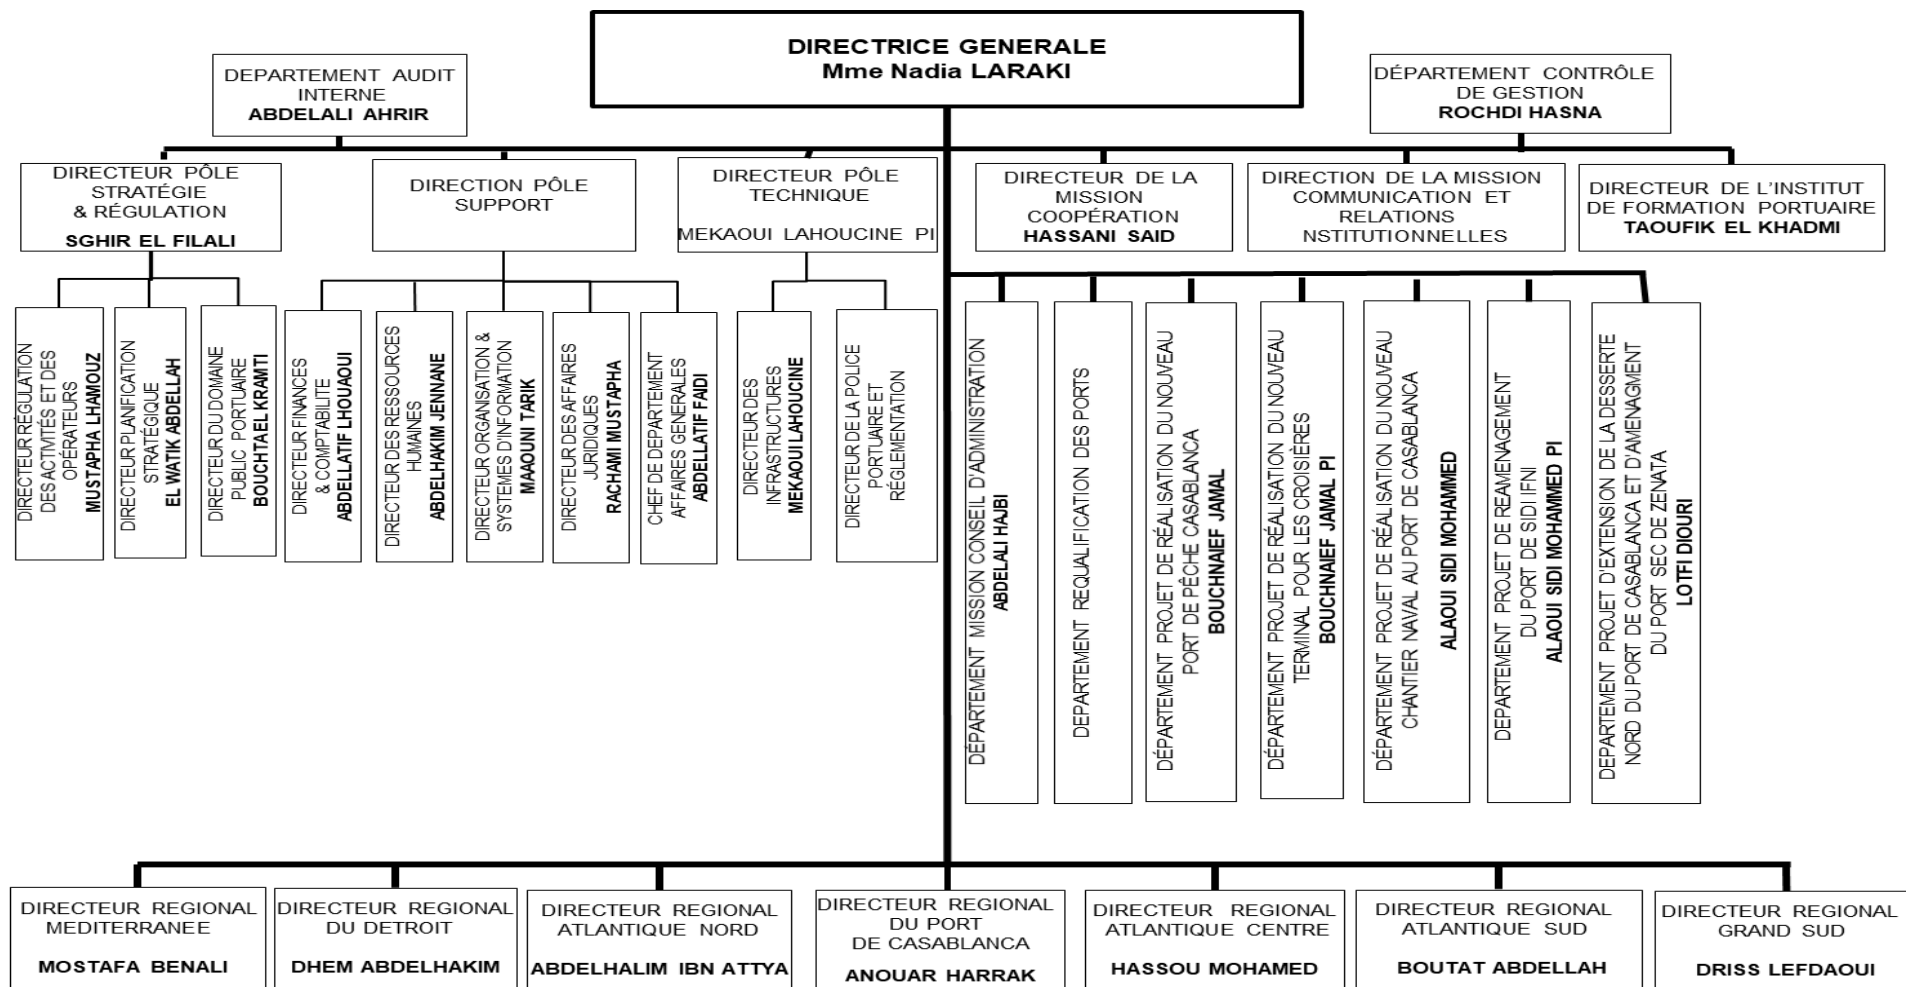 DIRECTRICE GENERALE
Mme Nadia LARAKI
DEPARTEMENT AUDIT
INTERNE
ABDELALI AHRIR
DÉPARTEMENT CONTRÔLE
DE GESTION
ROCHDI HASNA
DIRECTEUR PÔLE
STRATÉGIE
& RÉGULATION
SGHIR EL FILALI
DIRECTION PÔLE
SUPPORT
DIRECTEUR PÔLE
TECHNIQUE
MEKAOUI LAHOUCINE PI
DIRECTEUR DE LA
MISSION
COOPÉRATION
HASSANI SAID
DIRECTION DE LA MISSION
COMMUNICATION ET
RELATIONS
NSTITUTIONNELLES
DIRECTEUR DE L'INSTITUT
DE FORMATION PORTUAIRE
TAOUFIK EL KHADMI
DIRECTEUR RÉGULATION
DES ACTIVITÉS ET DES
OPÉRATEURS
MUSTAPHA LHAMOUZ
DIRECTEUR PLANIFICATION
STRATÉGIQUE
EL WATIK ABDELLAH
DIRECTEUR DU DOMAINE
PUBLIC PORTUAIRE
BOUCHTA EL KRAMTI
DIRECTEUR FINANCES
& COMPTABILITE
ABDELLATIF LHOUAOUI
DIRECTEUR DES RESSOURCES
HUMAINES
ABDELHAKIM JENNANE
DIRECTEUR ORGANISATION &
SYSTEMES D'INFORMATION
MAAOUNI TARIK
DIRECTEUR DES AFFAIRES
JURIDIQUES
RACHAMI MUSTAPHA
CHEF DE DEPARTEMENT
AFFAIRES GENERALES
ABDELLATIF FAIDI
DIRECTEUR DES
INFRASTRUCTURES
MEKAOUI LAHOUCINE
DIRECTEUR DE LA POLICE
PORTUAIRE ET
RÉGLEMENTATION
DÉPARTEMENT MISSION CONSEIL D'ADMINISTRATION
ABDELALI HAJBI
DEPARTEMENT REQUALIFICATION DES PORTS
DÉPARTEMENT PROJET DE RÉALISATION DU NOUVEAU
PORT DE PÊCHE CASABLANCA
BOUCHNAIEF JAMAL
DÉPARTEMENT PROJET DE RÉALISATION DU NOUVEAU
TERMINAL POUR LES CROISIÈRES
BOUCHNAIEF JAMAL PI
DÉPARTEMENT PROJET DE RÉALISATION DU NOUVEAU
CHANTIER NAVAL AU PORT DE CASABLANCA
ALAOUI SIDI MOHAMMED
DEPARTEMENT PROJET DE REAMENAGEMENT
DU PORT DE SIDI IFNI
ALAOUI SIDI MOHAMMED PI
DEPARTEMENT PROJET D'EXTENSION DE LA DESSERTE
NORD DU PORT DE CASABLANCA ET D'AMENAGMENT
DU PORT SEC DE ZENATA
LOTFI DIOURI
DIRECTEUR REGIONAL
MEDITERRANEE
MOSTAFA BENALI
DIRECTEUR REGIONAL
DU DETROIT
DHEM ABDELHAKIM
DIRECTEUR REGIONAL
ATLANTIQUE NORD
ABDELHALIM IBN ATTYA
DIRECTEUR REGIONAL
DU PORT
DE CASABLANCA
ANOUAR HARRAK
DIRECTEUR REGIONAL
ATLANTIQUE CENTRE
HASSOU MOHAMED
DIRECTEUR REGIONAL
ATLANTIQUE SUD
BOUTAT ABDELLAH
DIRECTEUR REGIONAL
GRAND SUD
DRISS LEFDAOUI